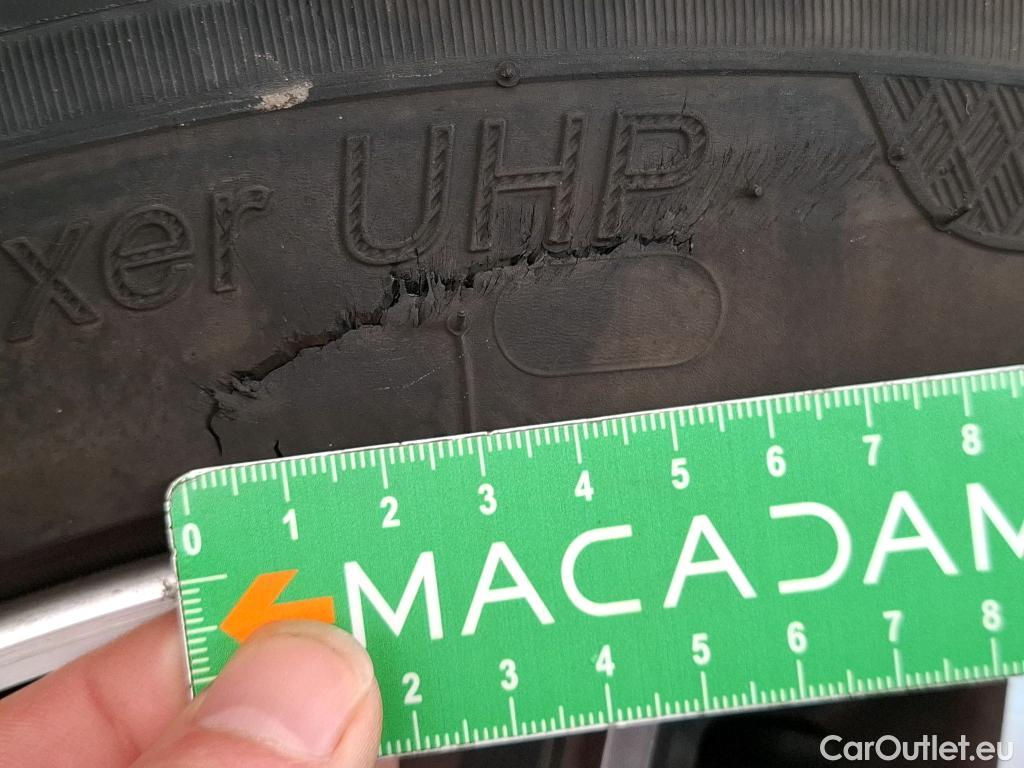 xer UHP
0 1 2 3 4 5 6 7 8
MACADAM
2 3 4 5 6 7 8
CarOutlet.eu